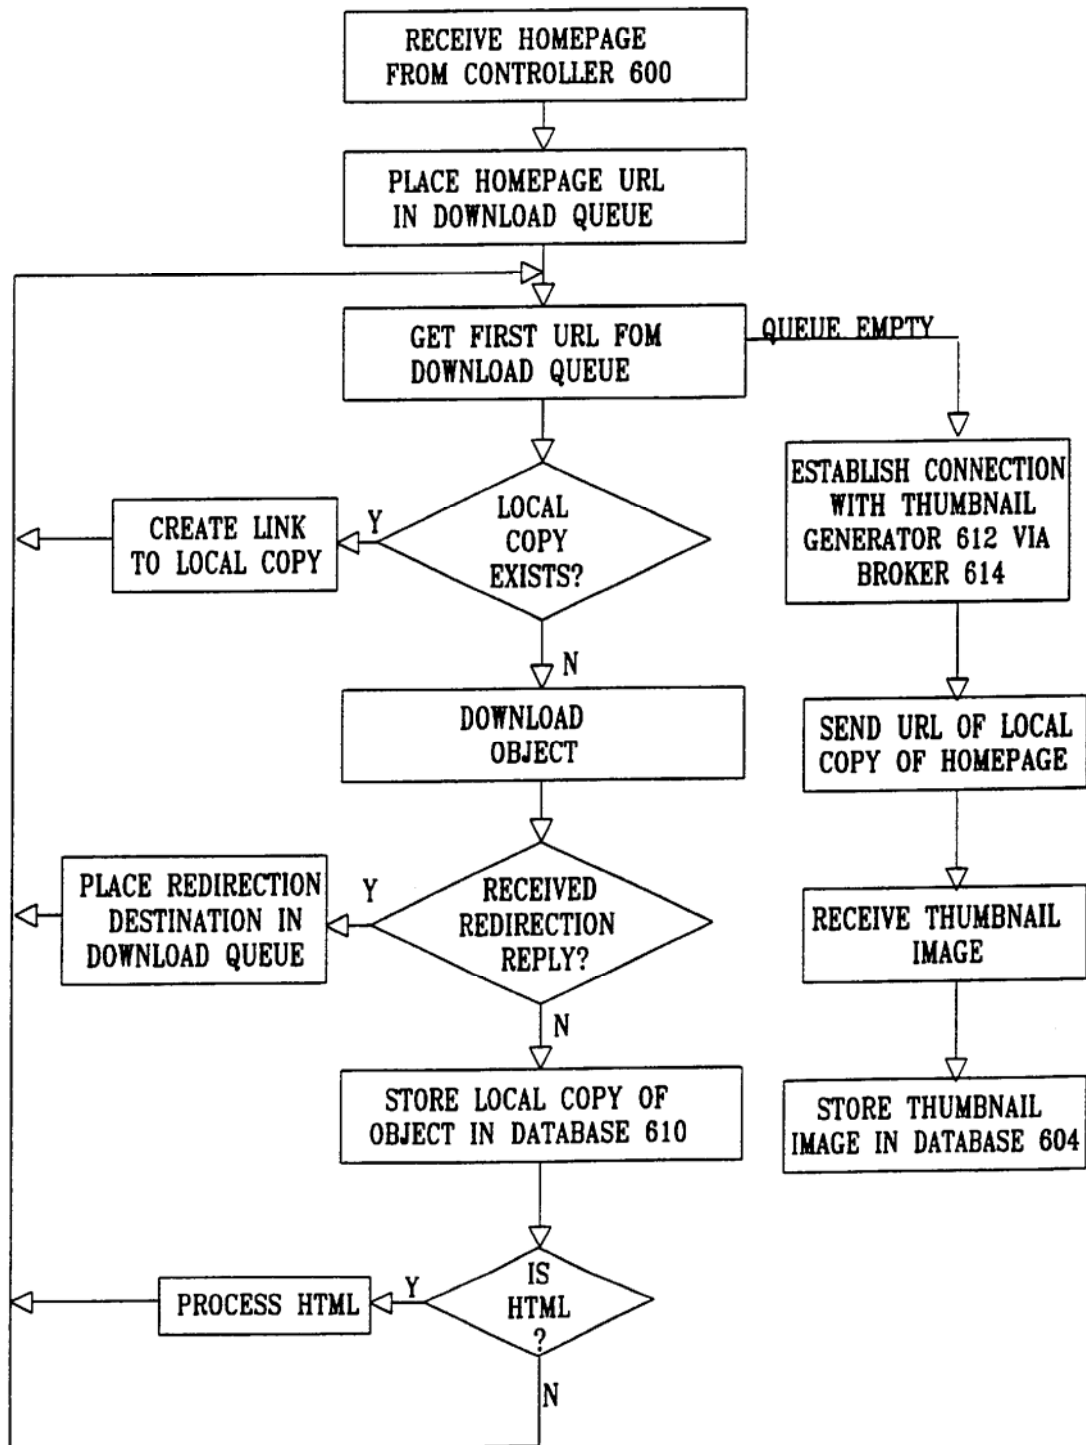 RECEIVE HOMEPAGE
FROM CONTROLLER 600
PLACE HOMEPAGE URL
IN DOWNLOAD QUEUE
GET FIRST URL FOM
DOWNLOAD QUEUE
QUEUE EMPTY
ESTABLISH CONNECTION
WITH THUMBNAIL
GENERATOR 612 VIA
BROKER 614
LOCAL
COPY
EXISTS?
Y
CREATE LINK
TO LOCAL COPY
N
DOWNLOAD
OBJECT
SEND URL OF LOCAL
COPY OF HOMEPAGE
RECEIVED
REDIRECTION
REPLY?
Y
PLACE REDIRECTION
DESTINATION IN
DOWNLOAD QUEUE
RECEIVE THUMBNAIL
IMAGE
N
STORE LOCAL COPY OF
OBJECT IN DATABASE 610
STORE THUMBNAIL
IMAGE IN DATABASE 604
IS
HTML
?
Y
PROCESS HTML
N